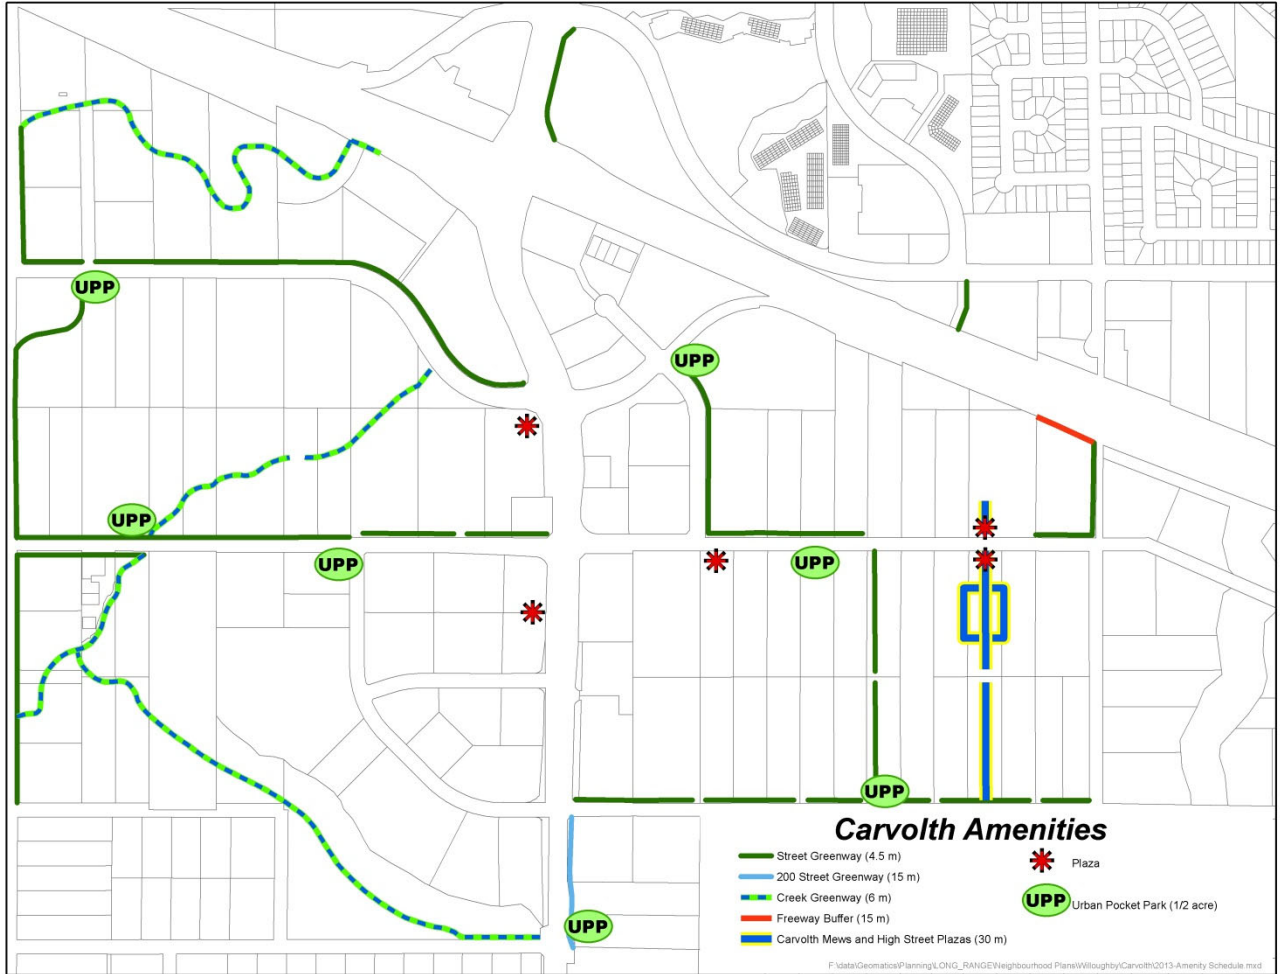 UPP
UPP
UPP
UPP
UPP
UPP
UPP
Carvolth Amenities
Street Greenway (4.5 m)
200 Street Greenway (15 m)
Creek Greenway (6 m)
Freeway Buffer (15 m)
Carvolth Mews and High Street Plazas (30 m)
Plaza
UPP Urban Pocket Park (1/2 acre)
F:\data\Geomatics\Planning\LONG_RANGE\Neighbourhood Plans\Willoughby\Carvolth\2013-Amenity Schedule.mxd